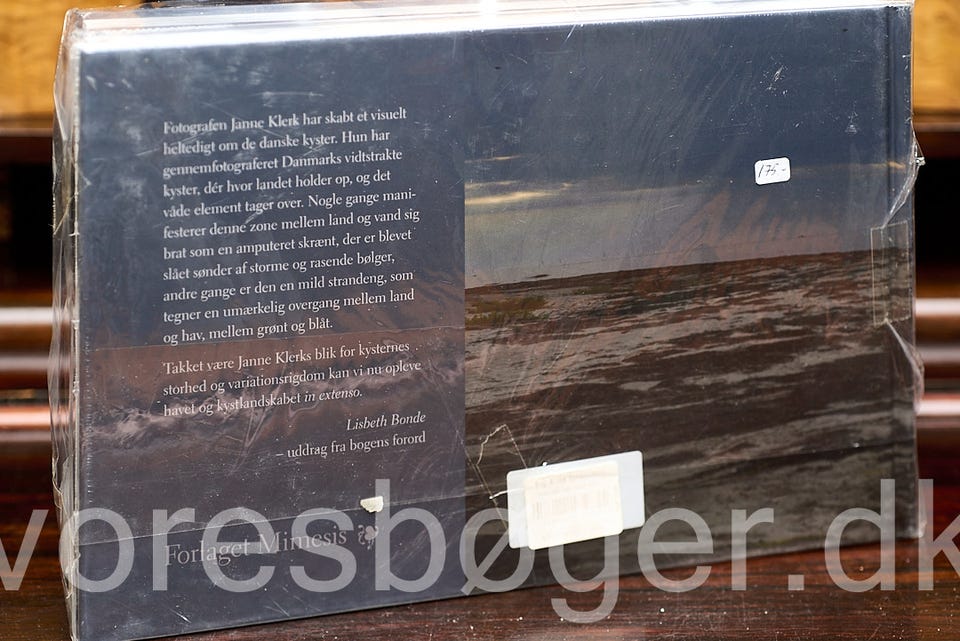 Fotografen Janne Klerk har skabt et visuelt
heltedigt om de danske kyster. Hun har
gennemfotograferet Danmarks vidtstrakte
kyster, dér hvor landet holder op, og det
våde element tager over. Nogle gange mani-
festerer denne zone mellem land og vand sig
brat som en amputeret skrænt, der er blevet
slået sønder af storme og rasende bølger,
andre gange er den en mild strandeng, som
tegner en umærkelig overgang mellem land
og hav, mellem grønt og blåt.
Takket være Janne Klerks blik for kysternes
storhed og variationsrigdom kan vi nu opleve
havet og kystlandskabet in extenso.
Lisbeth Bonde
– uddrag fra bogens forord
175-
Forlaget Mimesis
voresbøger.dk